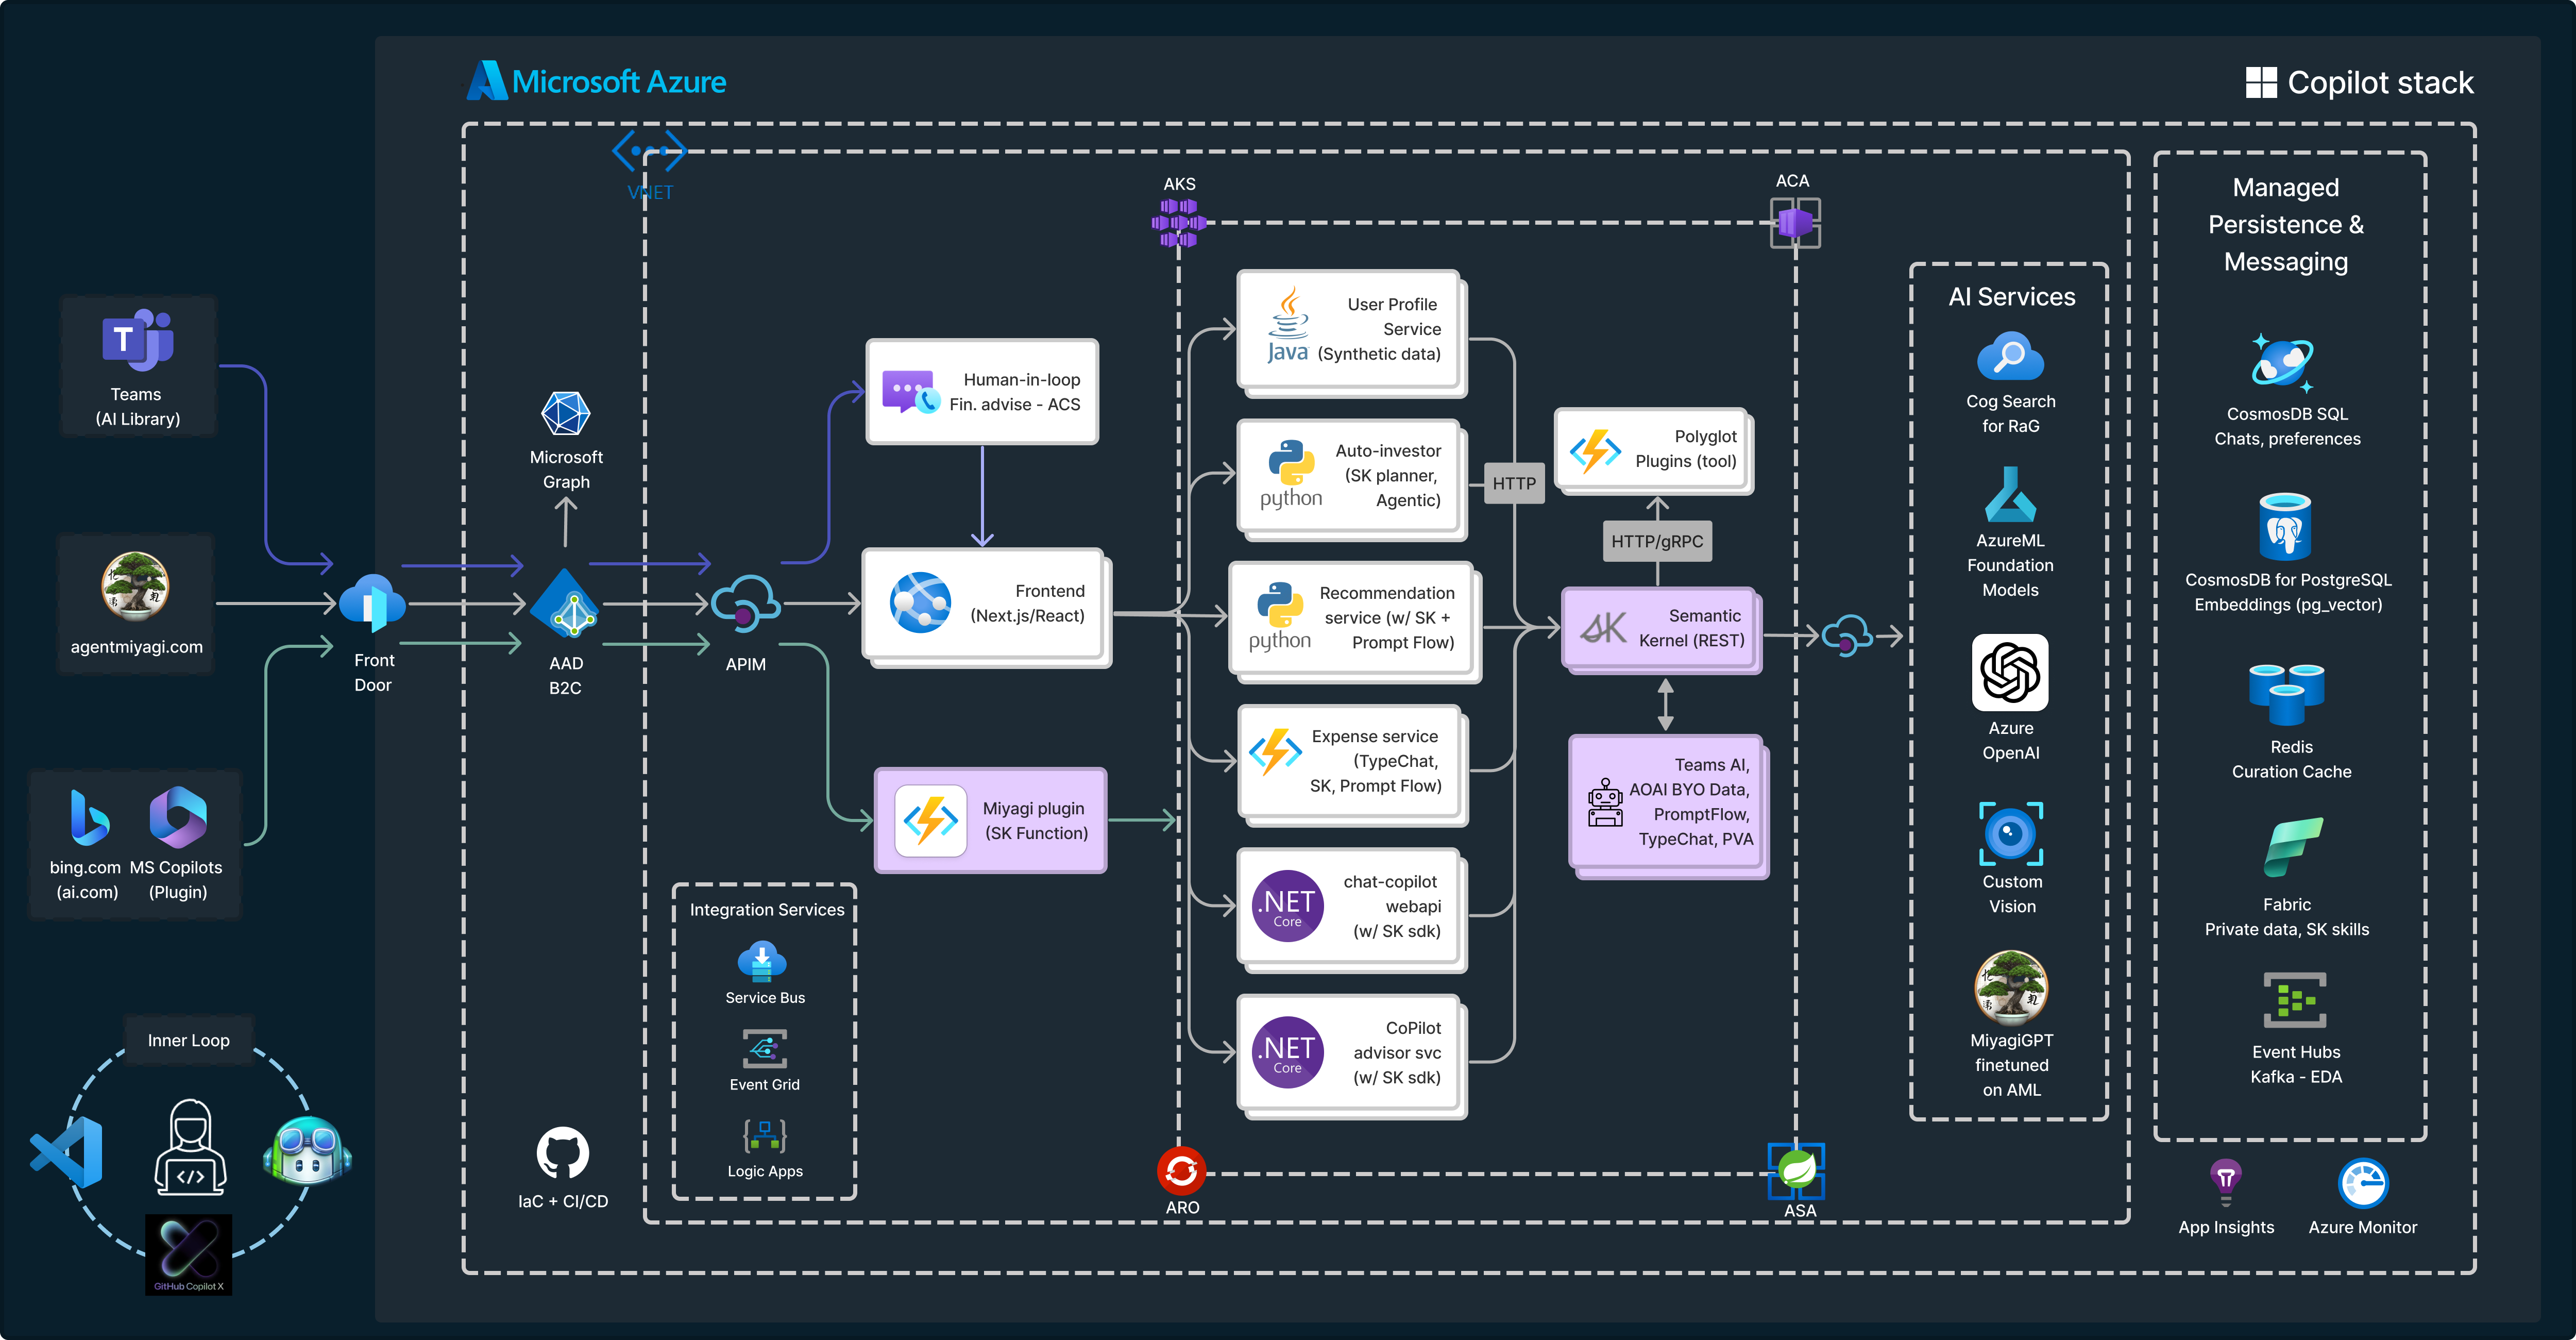 Microsoft Azure
Copilot stack
VNET
AKS
ACA
Managed
Persistence &
Messaging
T
Teams
(AI Library)
agentmiyagi.com
bing.com
(ai.com)
MS Copilots
(Plugin)
Front
Door
Microsoft
Graph
AAD
B2C
APIM
Human-in-loop
Fin. advise - ACS
Frontend
(Next.js/React)
Miyagi plugin
(SK Function)
Integration Services
Service Bus
Event Grid
Logic Apps
Java
User Profile
Service
(Synthetic data)
python
Auto-investor
(SK planner,
Agentic)
python
Recommendation
service (w/ SK +
Prompt Flow)
Expense service
(TypeChat,
SK, Prompt Flow)
.NET
Core
chat-copilot
webapi
(w/ SK sdk)
.NET
Core
CoPilot
advisor svc
(w/ SK sdk)
HTTP
Polyglot
Plugins (tool)
HTTP/gRPC
SK
Semantic
Kernel (REST)
Teams AI,
AOAI BYO Data,
PromptFlow,
TypeChat, PVA
AI Services
Cog Search
for RaG
AzureML
Foundation
Models
Azure
OpenAI
Custom
Vision
MiyagiGPT
finetuned
on AML
CosmosDB SQL
Chats, preferences
CosmosDB for PostgreSQL
Embeddings (pg_vector)
Redis
Curation Cache
Fabric
Private data, SK skills
Event Hubs
Kafka - EDA
App Insights
Azure Monitor
ARO
ASA
IaC + CI/CD
Inner Loop
</>
GitHub Copilot X